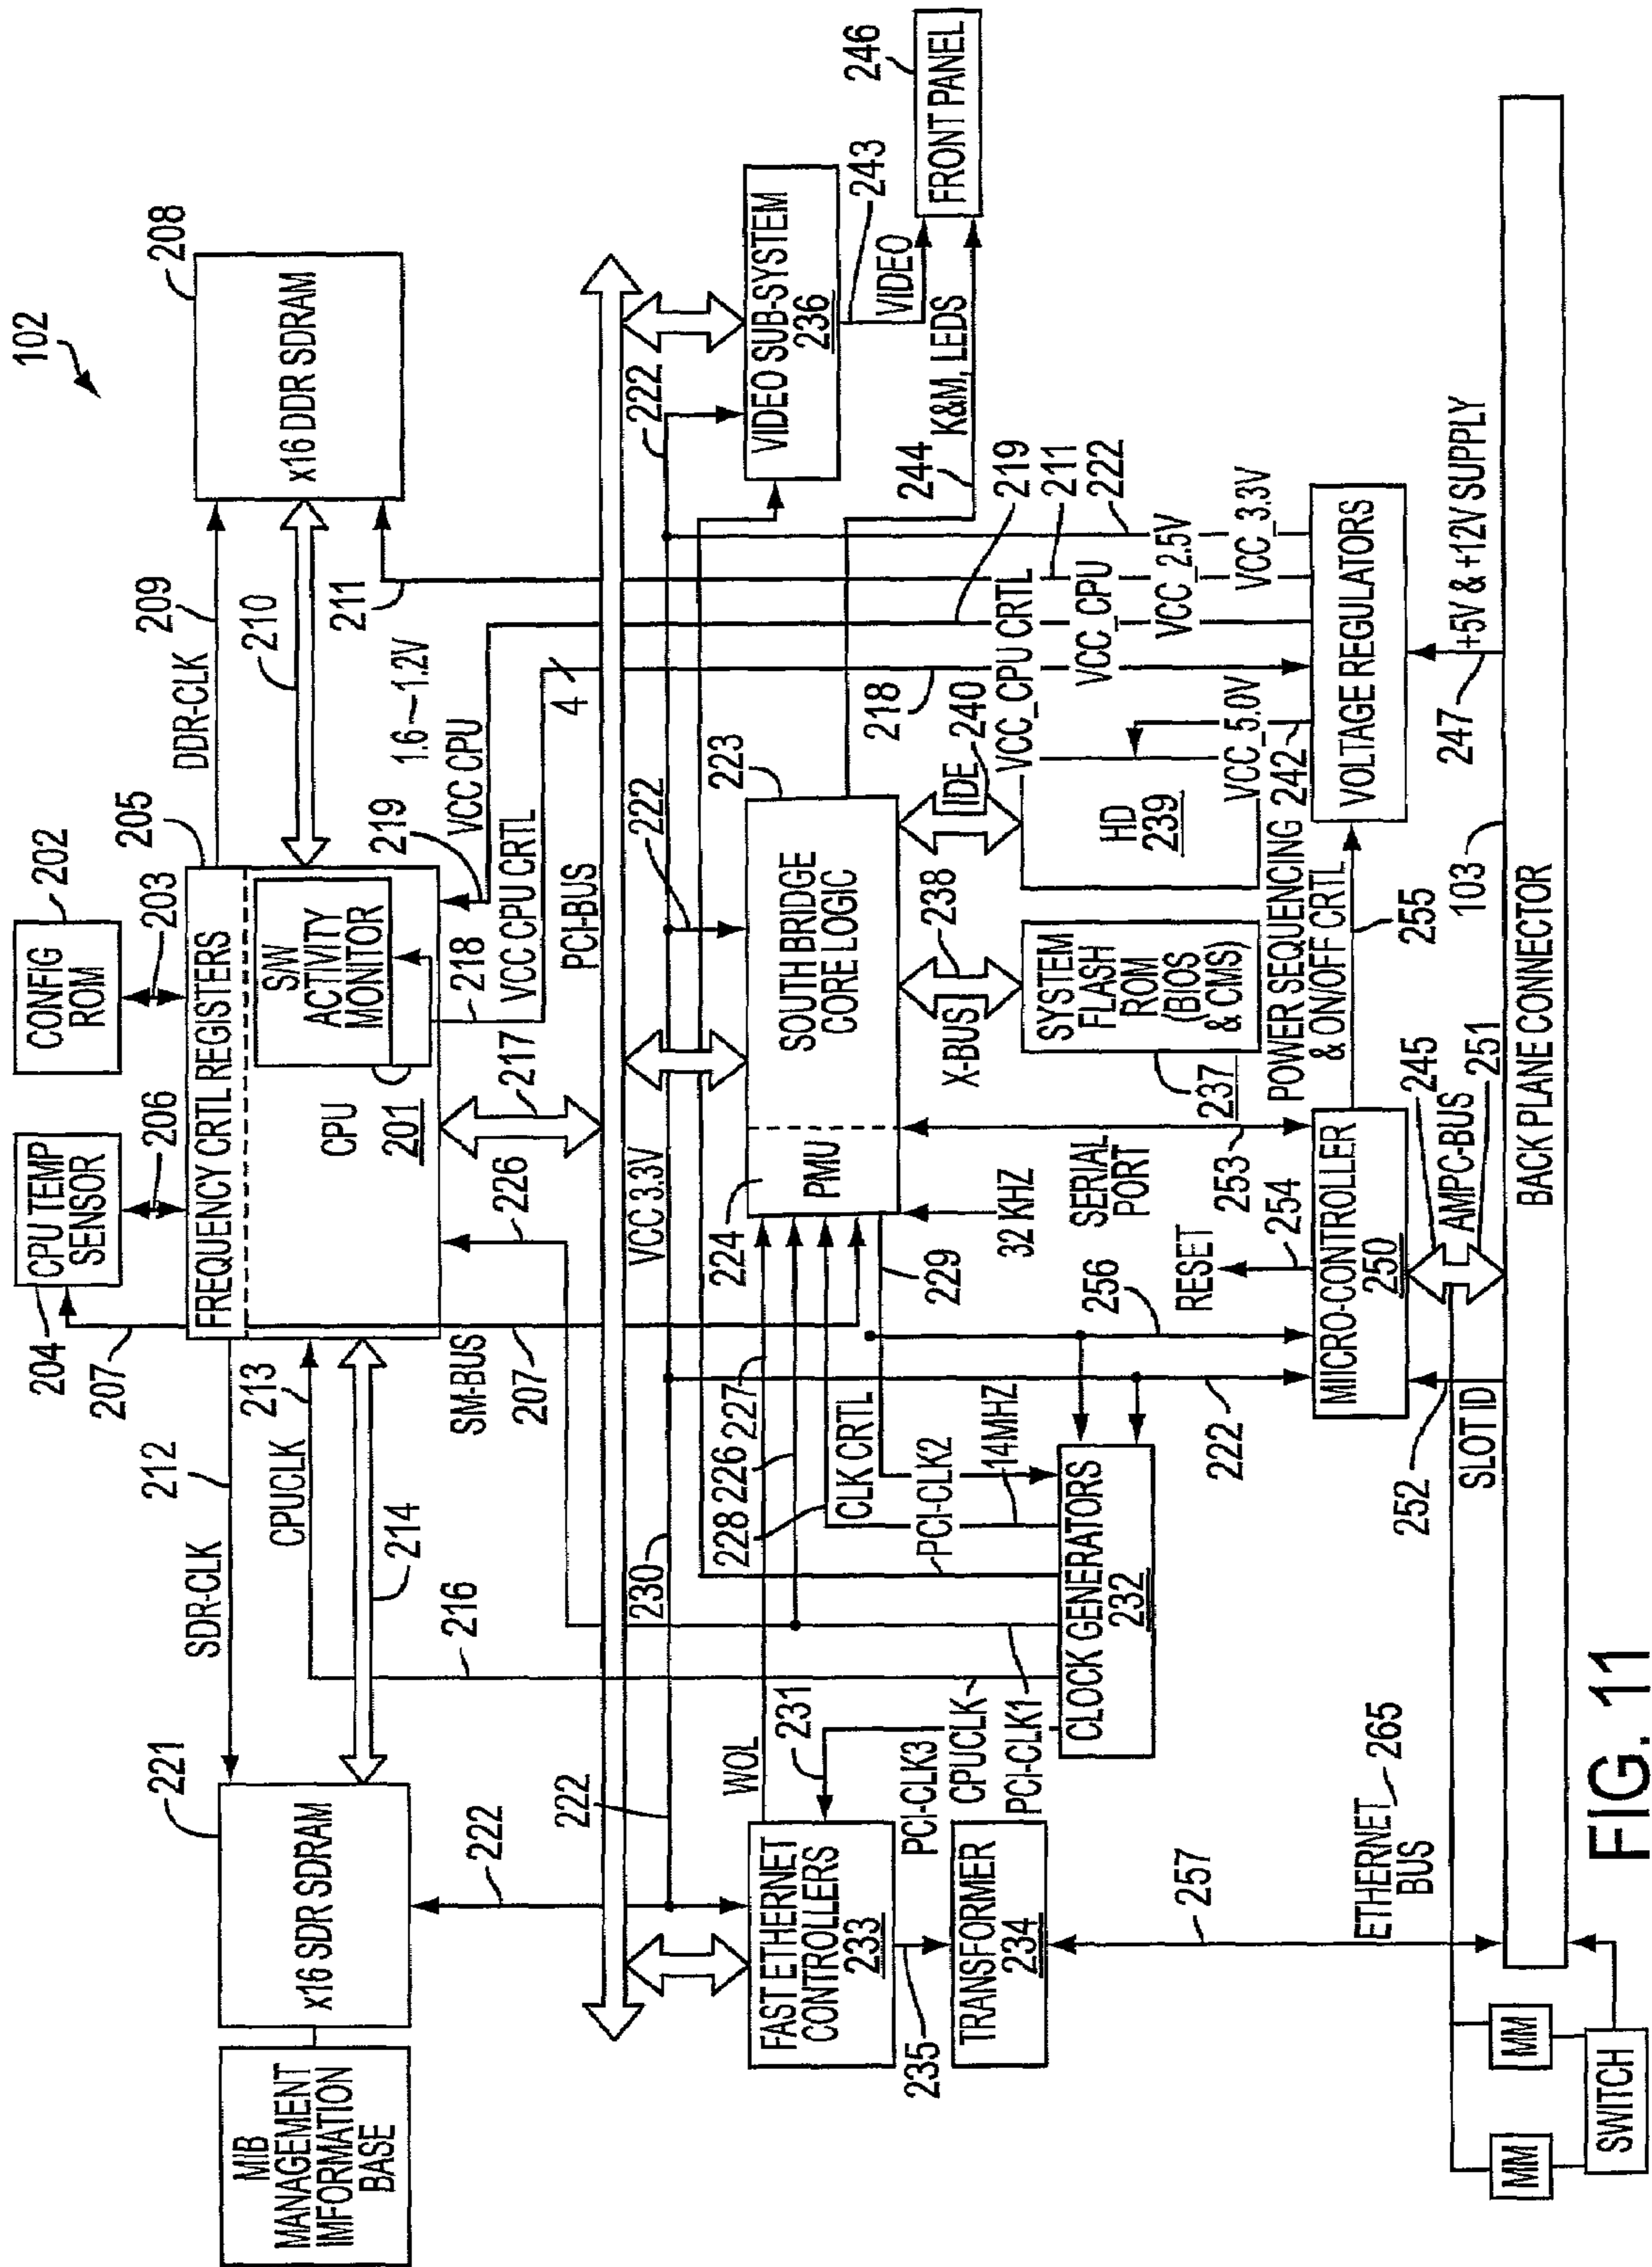 102
MIB
MANAGEMENT
IMFORMATION
BASE
221
x16 SDR SDRAM
212
SDR-CLK
213
CPUCLK
214
216
207
204
CPU TEMP
SENSOR
206
CONFIG
ROM
202
203
205
FREQUENCY CRTL REGISTERS
CPU
201
S/W
ACTIVITY
MONITOR
DDR-CLK
209
210
211
208
x16 DDR SDRAM
1.6~1.2V
VCC CPU
219
VCC CPU CRTL
218
217
226
SM-BUS
207
PCI-BUS
4
222
222
230
VCC 3.3V
222
222
WOL
227
226
228
CLK CRTL
PCI-CLK2
14MHZ
229
32 KHZ
224
PMU
SOUTH BRIDGE
CORE LOGIC
223
VIDEO SUB-SYSTEM
236
243
VIDEO
K&M, LEDS
244
FRONT PANEL
246
FAST ETHERNET
CONTROLLERS
233
231
PCI-CLK3
CPUCLK
PCI-CLK1
235
TRANSFORMER
234
CLOCK GENERATORS
232
256
222
SERIAL
PORT
253
X-BUS
238
IDE
240
SYSTEM
FLASH
ROM
(BIOS
& CMS)
237
HD
239
VCC_CPU CRTL
218
VCC_CPU
219
VCC_2.5V
211
VCC_3.3V
222
VCC_5.0V
242
RESET
254
POWER SEQUENCING
& ON/OFF CRTL
255
MIICRO-CONTROLLER
250
VOLTAGE REGULATORS
257
ETHERNET
BUS
265
252
SLOT ID
245
AMPC-BUS
251
103
247
+5V & +12V SUPPLY
BACK PLANE CONNECTOR
MM
MM
SWITCH
FIG. 11